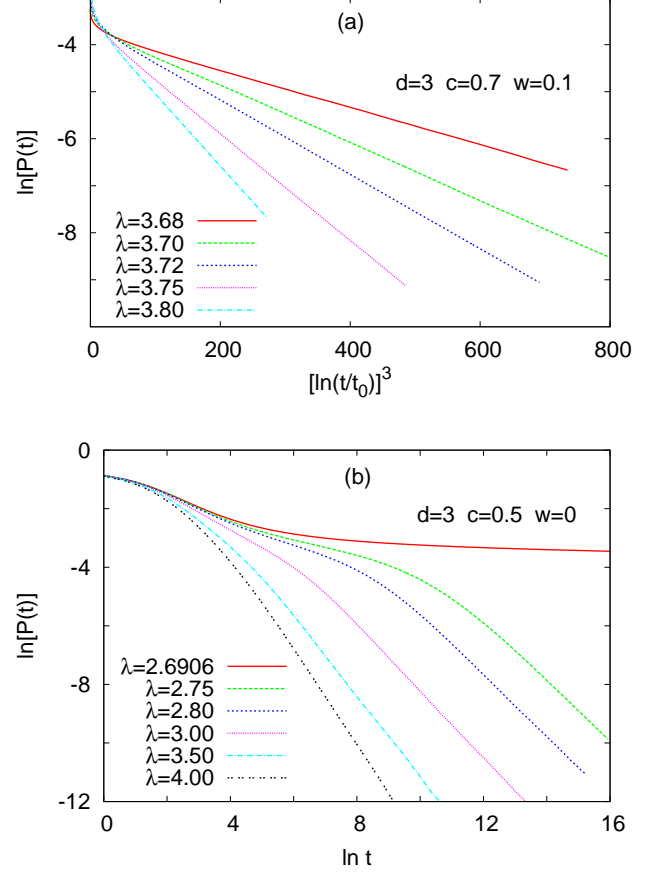 (a)
d=3 c=0.7 w=0.1
ln[P(t)]
-4
-6
-8
λ=3.68
λ=3.70
λ=3.72
λ=3.75
λ=3.80
0 200 400 600 800
[ln(t/t₀)]³
(b)
d=3 c=0.5 w=0
ln[P(t)]
0
-4
-8
-12
λ=2.6906
λ=2.75
λ=2.80
λ=3.00
λ=3.50
λ=4.00
0 4 8 12 16
ln t